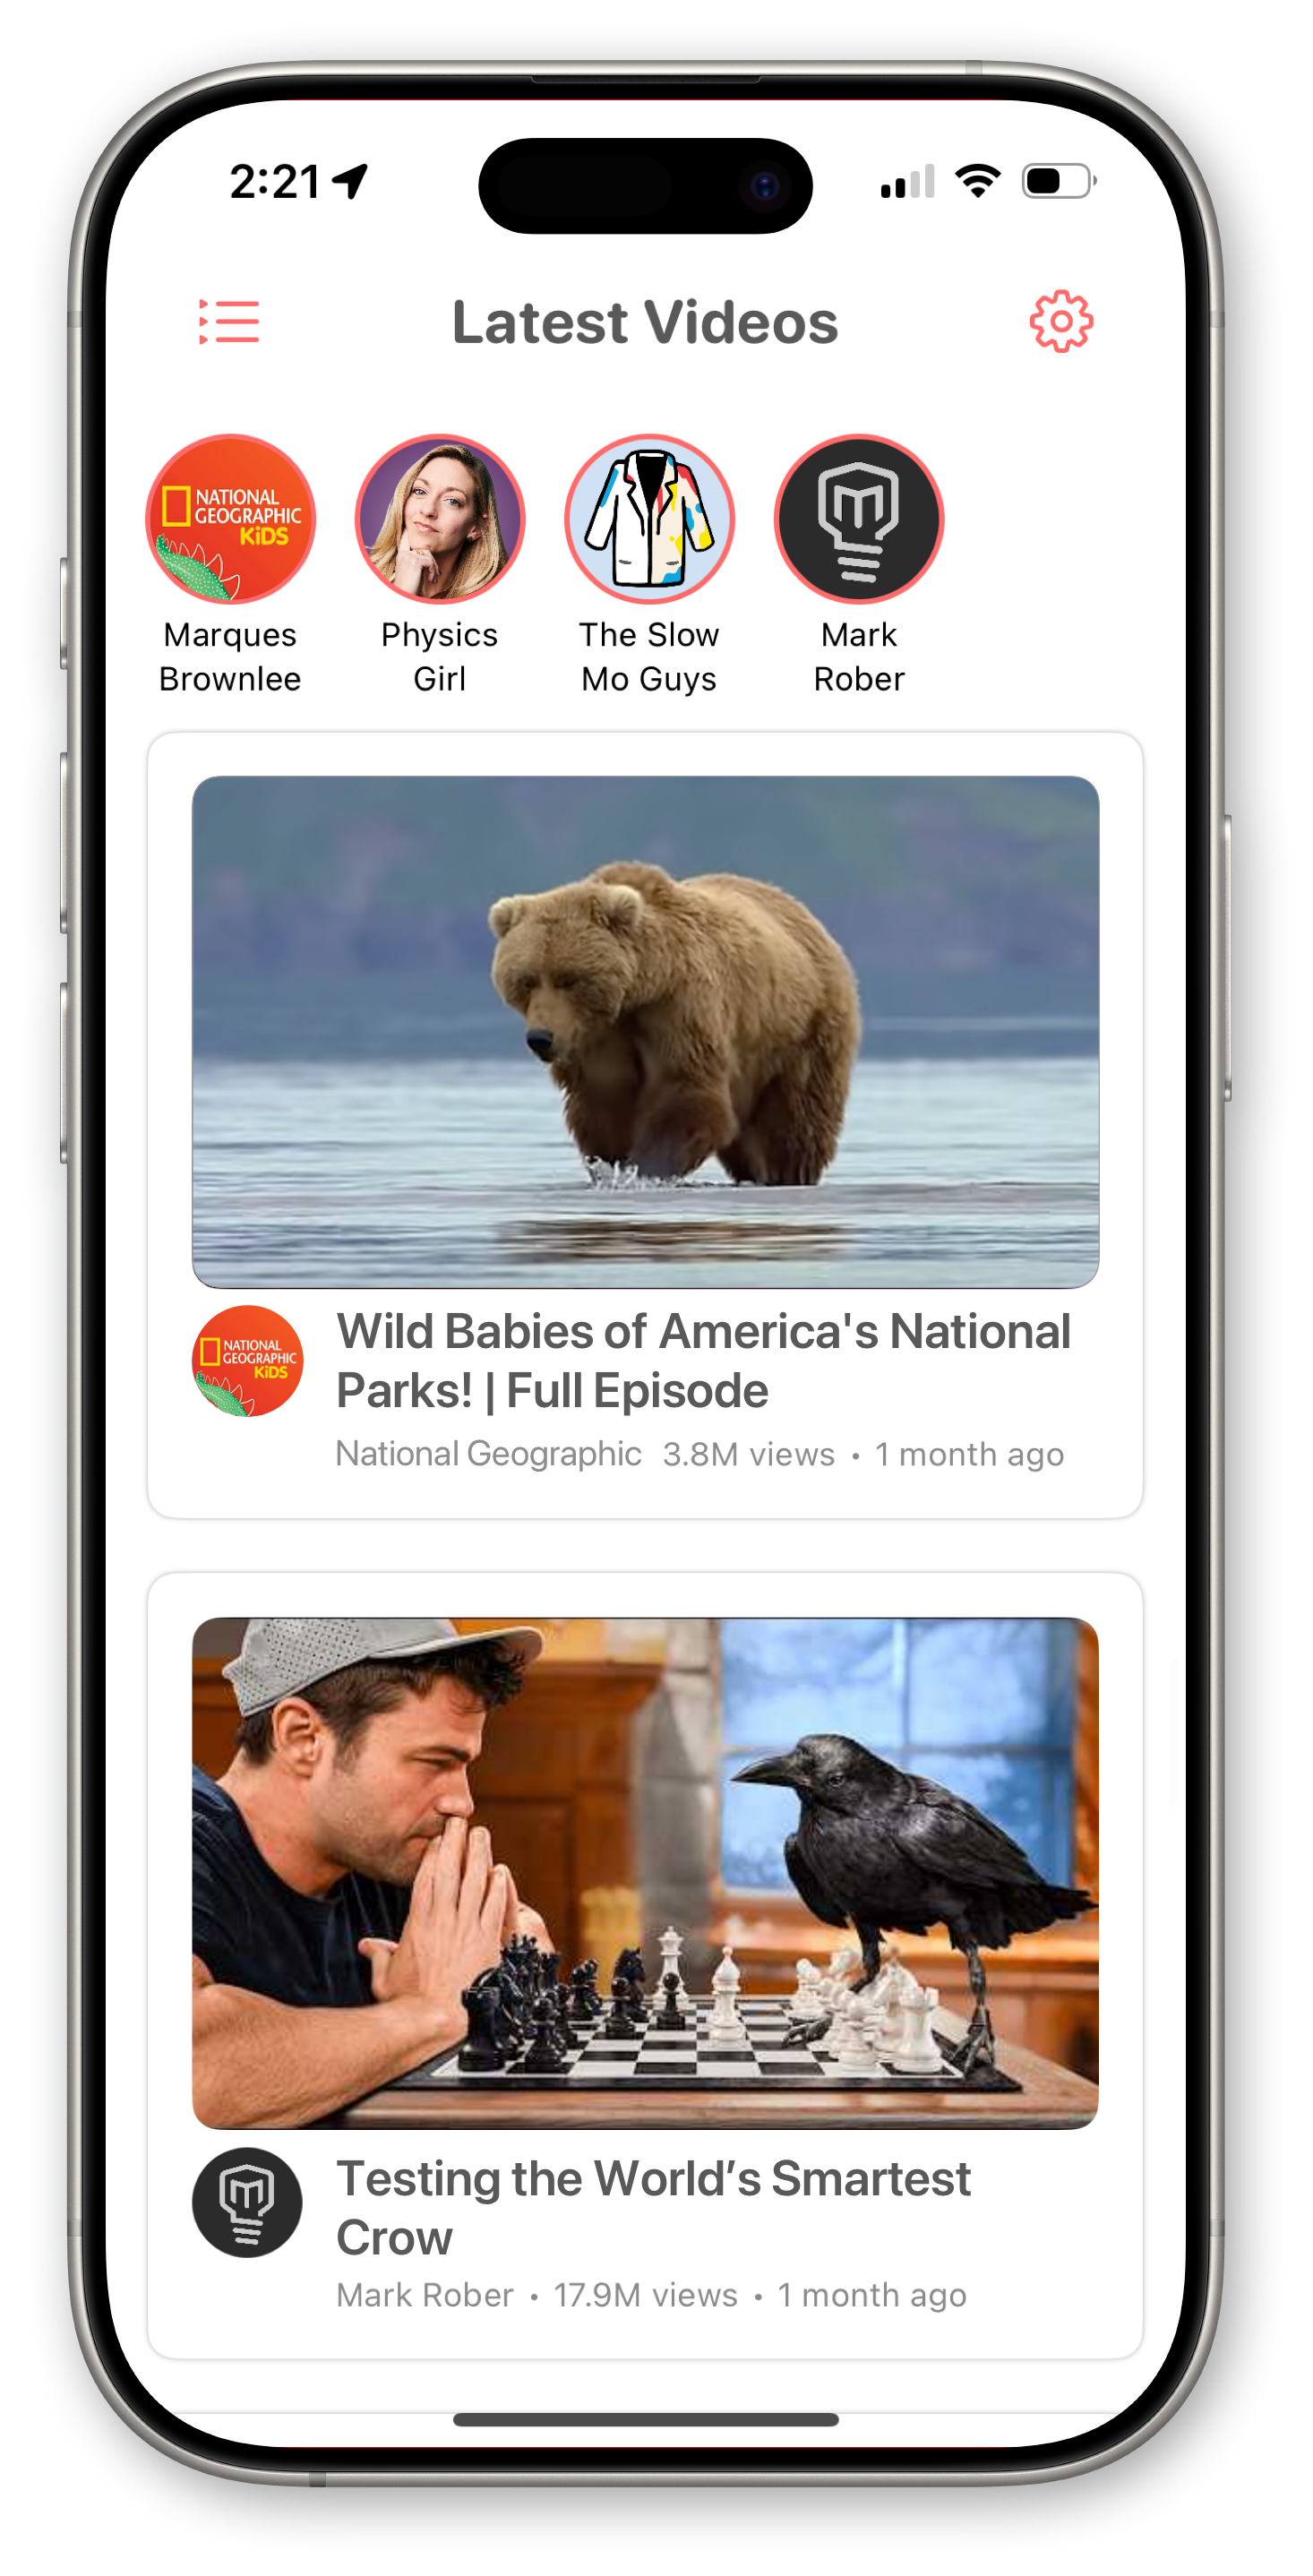 2:21
Latest Videos
NATIONAL
GEOGRAPHIC
KiDS
Marques
Brownlee
Physics
Girl
The Slow
Mo Guys
Mark
Rober
NATIONAL
GEOGRAPHIC
KiDS
Wild Babies of America's National
Parks! | Full Episode
National Geographic 3.8M views • 1 month ago
Testing the World’s Smartest
Crow
Mark Rober • 17.9M views • 1 month ago